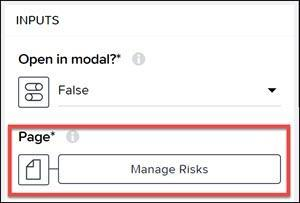 INPUTS
Open in modal?*
False
Page*
Manage Risks